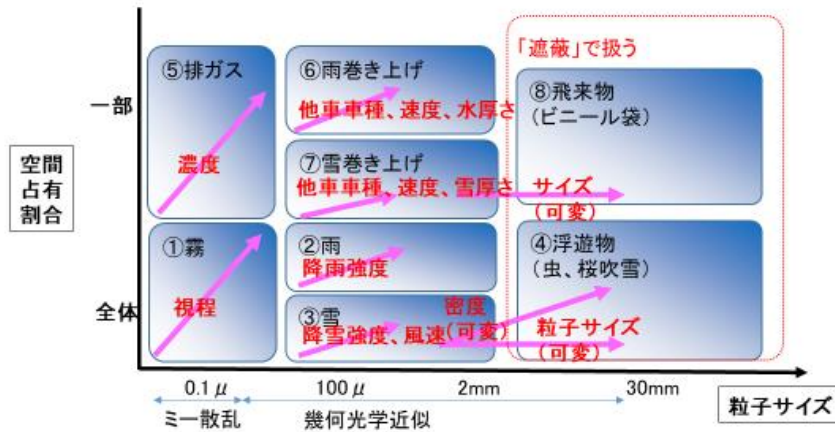 「遮蔽」で扱う
⑤排ガス
⑥雨巻き上げ
⑧飛来物
(ビニール袋)
一部
他車車種、速度、水厚さ
濃度
⑦雪巻き上げ
他車車種、速度、雪厚さ
サイズ
(可変)
空間
占有
割合
①霧
②雨
降雨強度
④浮遊物
(虫、桜吹雪)
視程
全体
③雪
降雪強度、風速
密度
(可変)
粒子サイズ
(可変)
0.1μ
100μ
2mm
30mm
ミー散乱
幾何光学近似
粒子サイズ